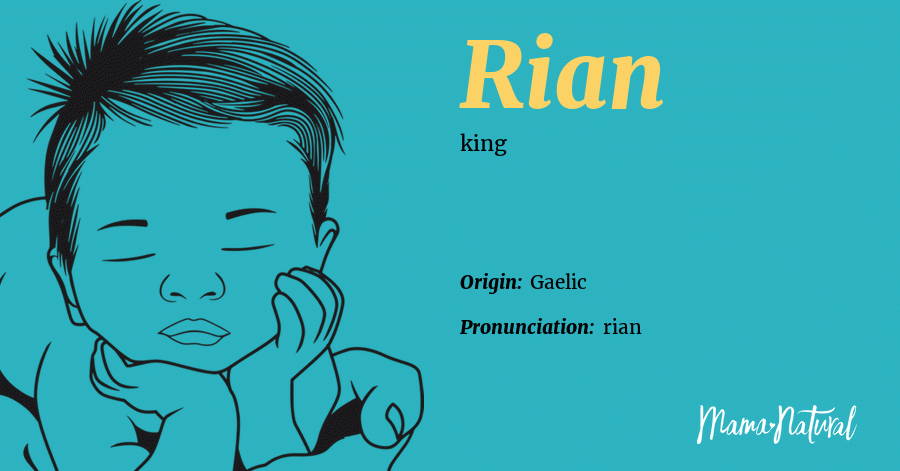 Rian
king
Origin: Gaelic
Pronunciation: rian
Mama Natural